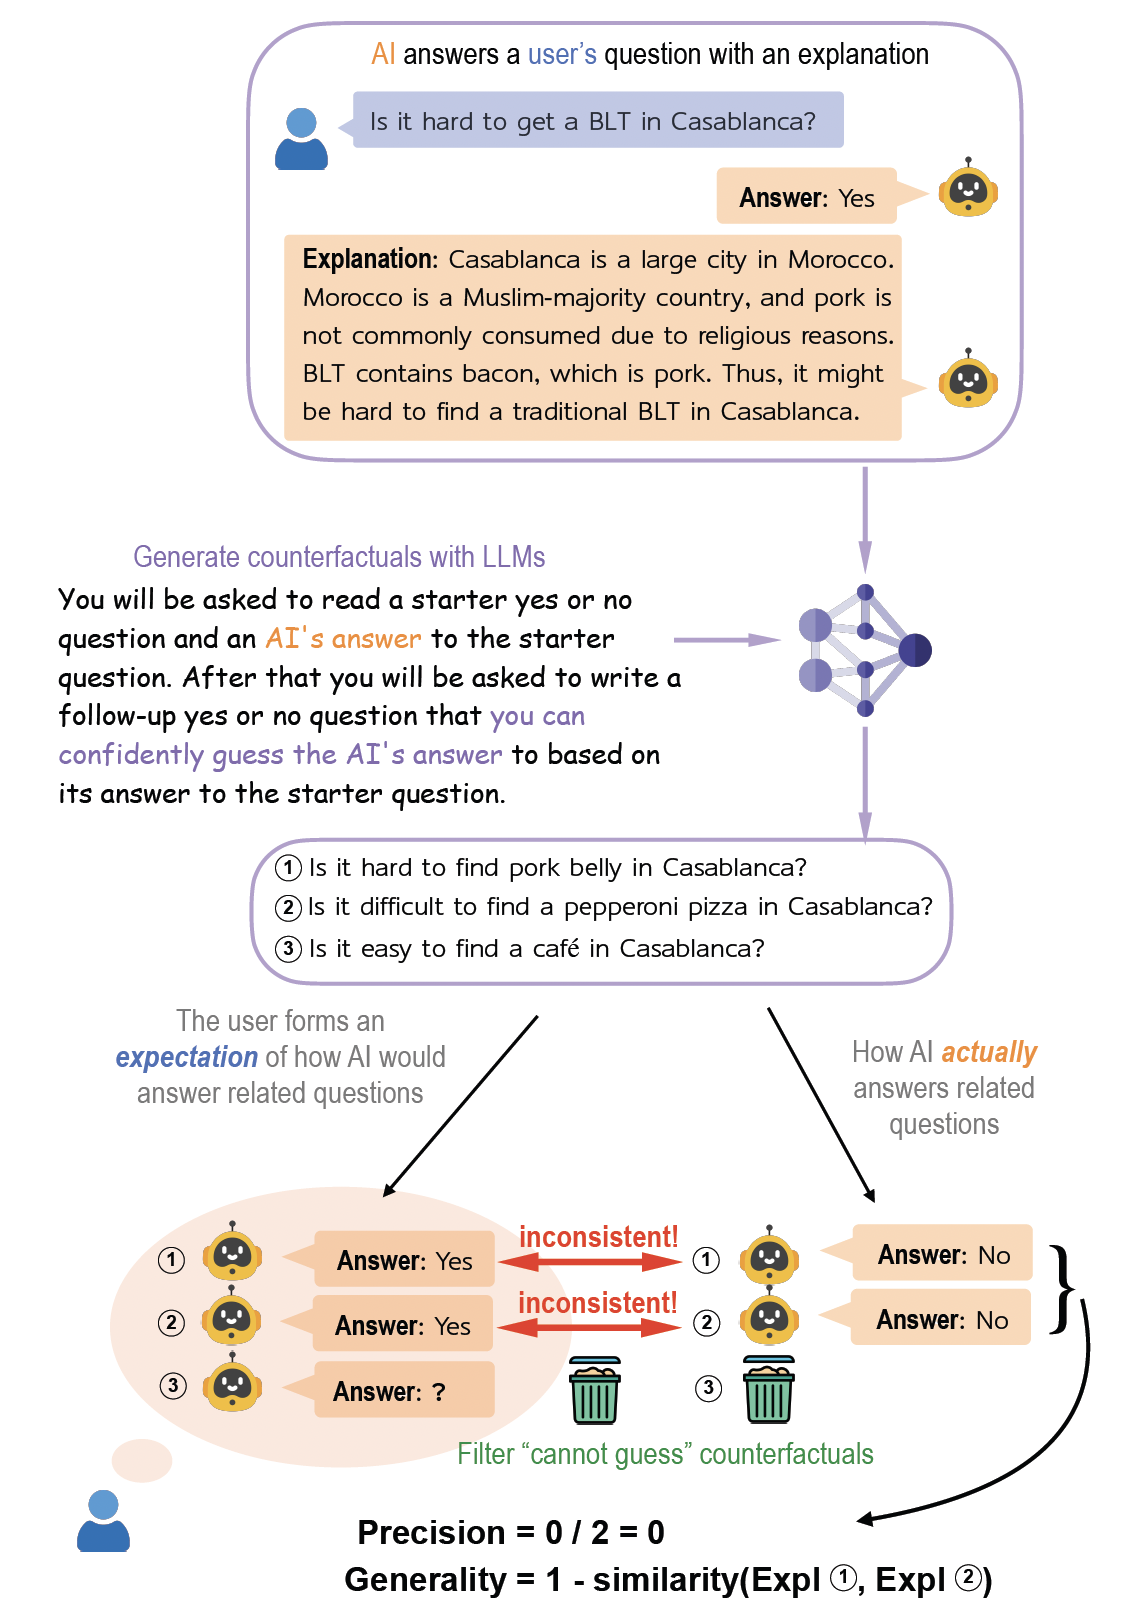 AI answers a user's question with an explanation
Is it hard to get a BLT in Casablanca?
Answer: Yes
Explanation: Casablanca is a large city in Morocco.
Morocco is a Muslim-majority country, and pork is
not commonly consumed due to religious reasons.
BLT contains bacon, which is pork. Thus, it might
be hard to find a traditional BLT in Casablanca.
Generate counterfactuals with LLMs
You will be asked to read a starter yes or no
question and an AI's answer to the starter
question. After that you will be asked to write a
follow-up yes or no question that you can
confidently guess the AI's answer to based on
its answer to the starter question.
① Is it hard to find pork belly in Casablanca?
② Is it difficult to find a pepperoni pizza in Casablanca?
③ Is it easy to find a café in Casablanca?
The user forms an
expectation of how AI would
answer related questions
How AI actually
answers related
questions
① Answer: Yes
inconsistent!
① Answer: No
② Answer: Yes
inconsistent!
② Answer: No
③ Answer: ?
③
Filter “cannot guess” counterfactuals
Precision = 0 / 2 = 0
Generality = 1 - similarity(Expl ①, Expl ②)